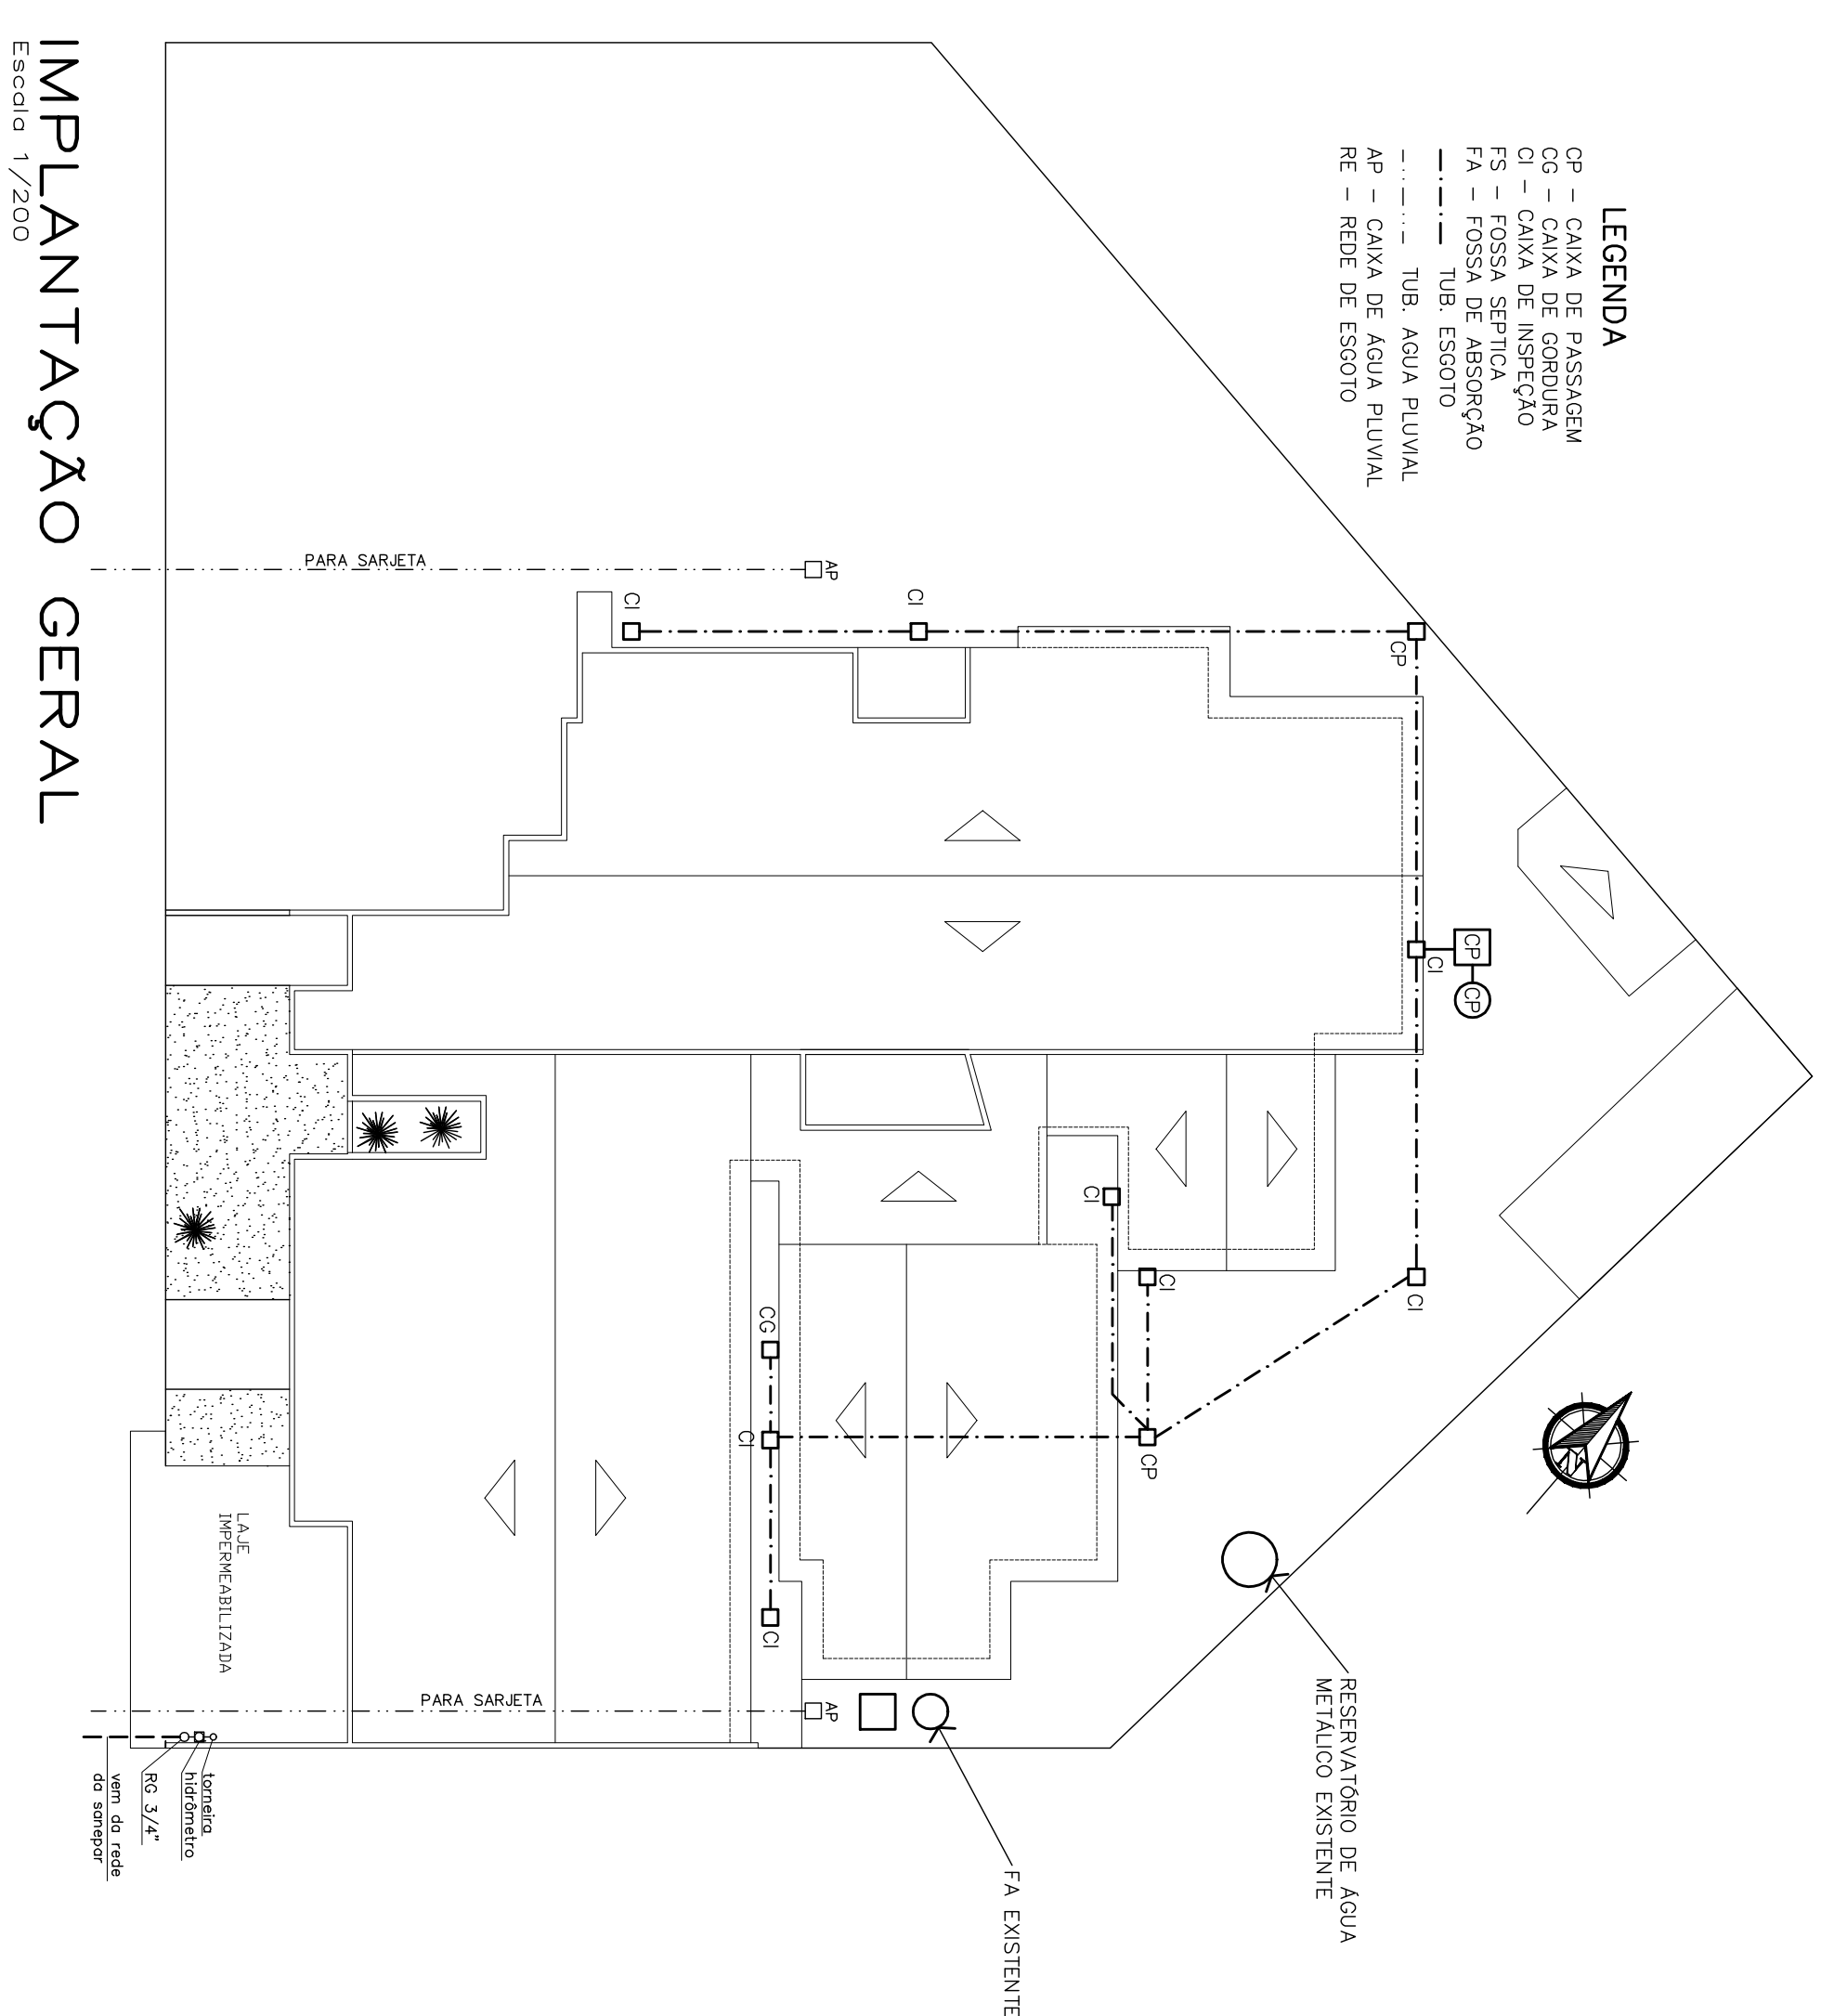 LEGENDA
CP - CAIXA DE PASSAGEM
CG - CAIXA DE GORDURA
CI - CAIXA DE INSPEÇÃO
FS - FOSSA SEPTICA
FA - FOSSA DE ABSORÇÃO
TUB. ESGOTO
TUB. AGUA PLUVIAL
AP - CAIXA DE ÁGUA PLUVIAL
RE - REDE DE ESGOTO
CP
CP
CP
CI
CI
CI
CI
AP
PARA SARJETA
CI
CI
CP
CG
CI
CI
N
RESERVATÓRIO DE ÁGUA
METÁLICO EXISTENTE
FA EXISTENTE
AP
PARA SARJETA
LAJE
IMPERMEABILIZADA
torneira
hidrômetro
RG 3/4"
vem da rede
da sanepar
IMPLANTAÇÃO GERAL
Escala 1/200